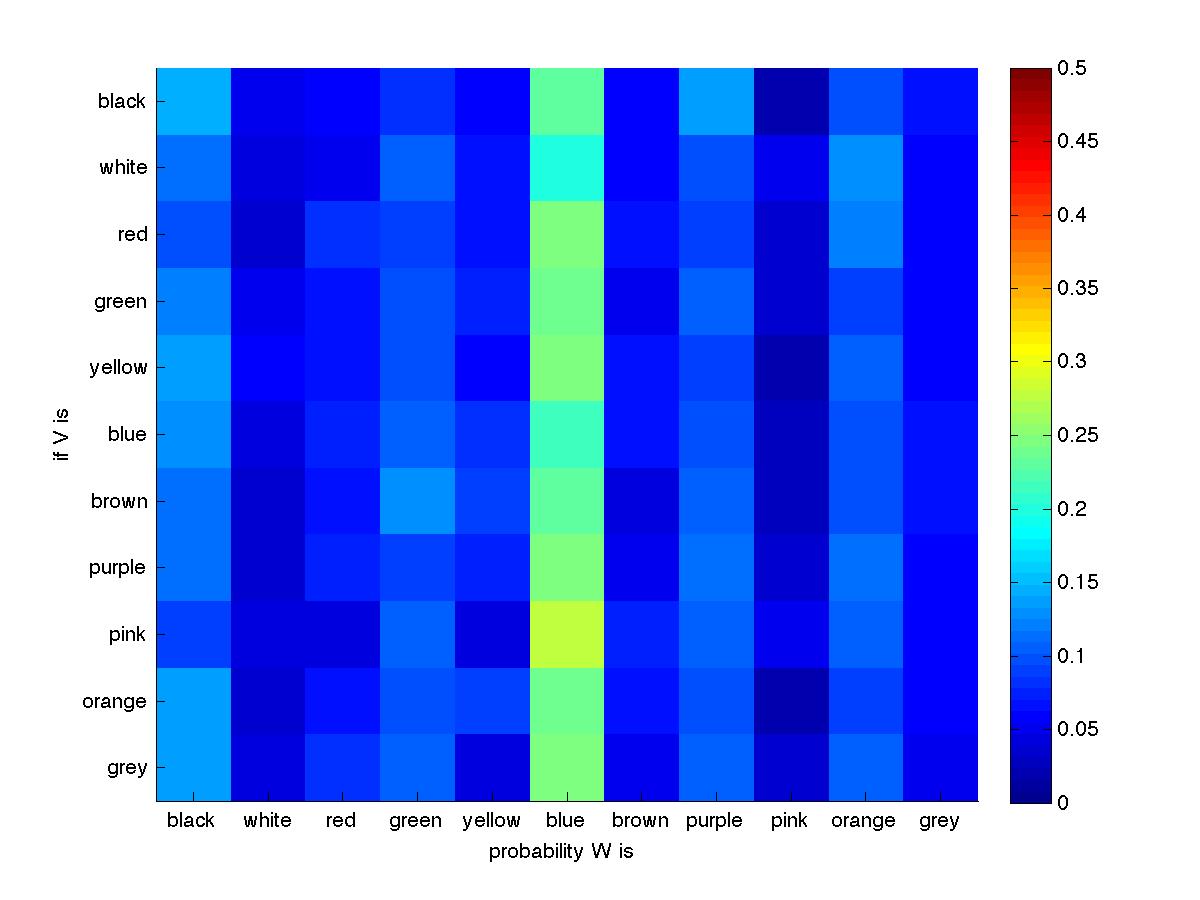 black
white
red
green
yellow
blue
brown
purple
pink
orange
grey
if V is
black white red green yellow blue brown purple pink orange grey
probability W is
0.5
0.45
0.4
0.35
0.3
0.25
0.2
0.15
0.1
0.05
0